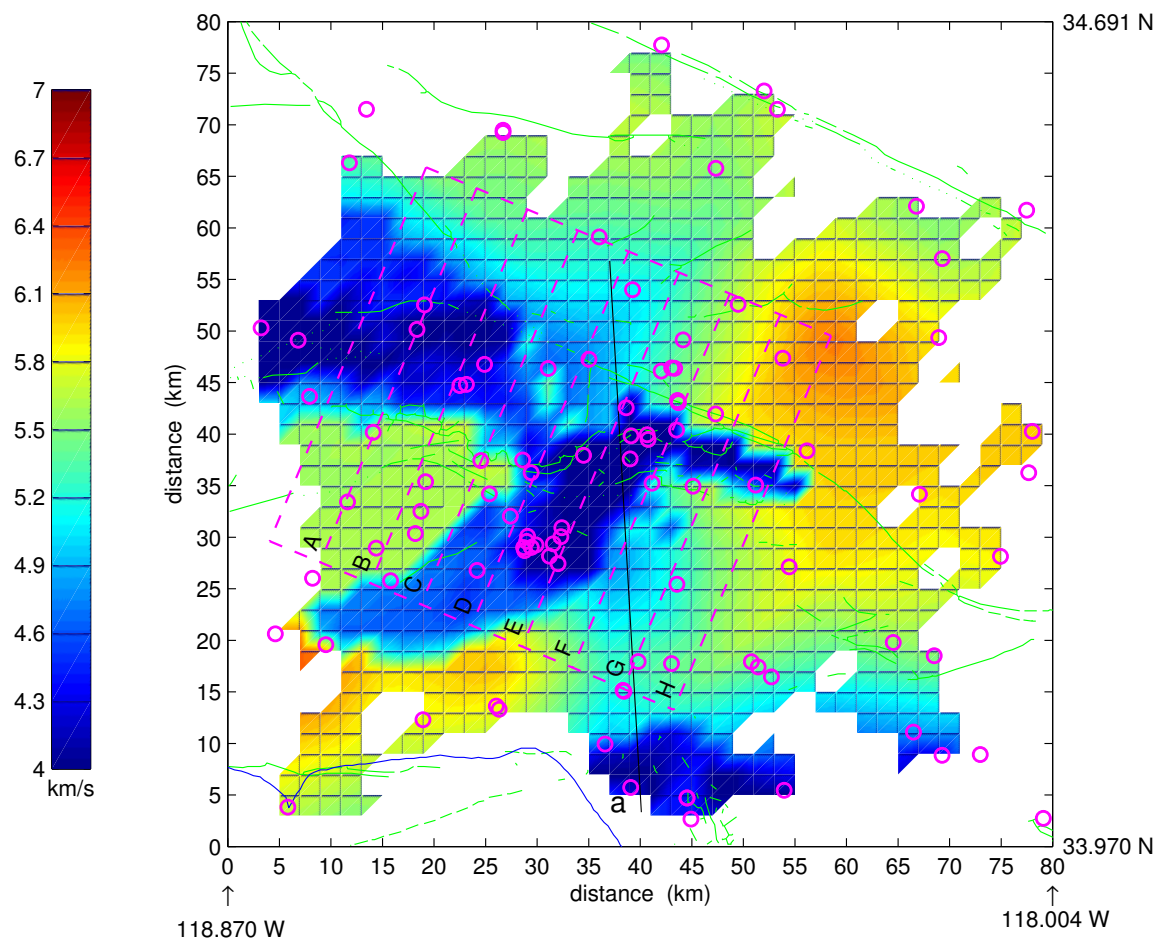 80
34.691 N
75
7
70
6.7
65
6.4
60
6.1
55
5.8
50
5.5
45
distance (km)
5.2
40
4.9
35
4.6
30
A
B
C
D
E
F
G
H
4.3
25
4
20
km/s
15
10
5
a
0
33.970 N
0 5 10 15 20 25 30 35 40 45 50 55 60 65 70 75 80
distance (km)
↑ ↑
118.870 W
118.004 W